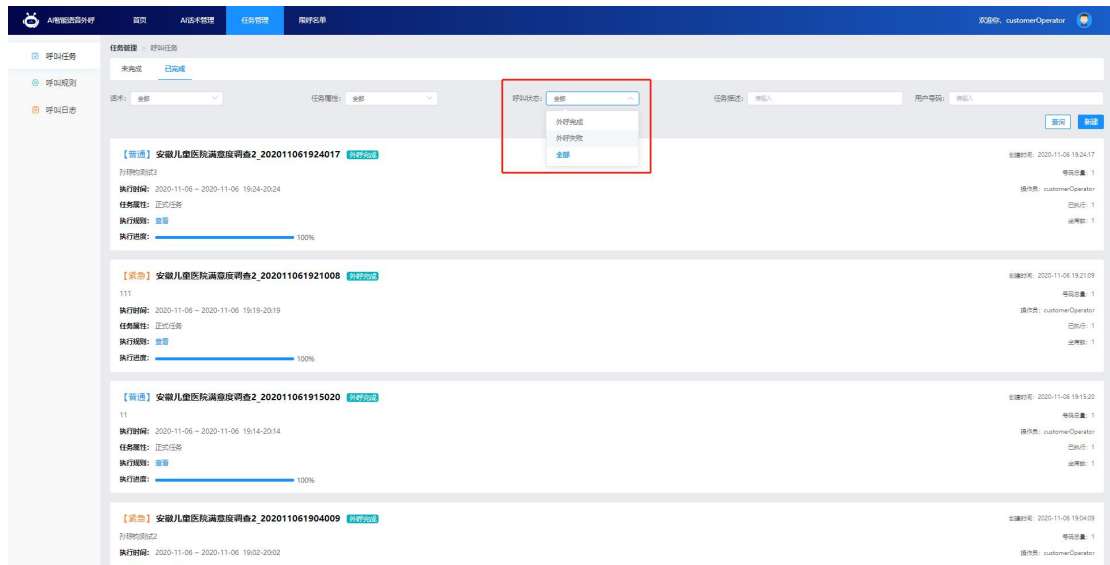 AI智能语音外呼 首页 AI话术管理 任务管理 限呼名单 欢迎你，customerOperator
呼叫任务
呼叫规则
呼叫日志
任务管理 > 呼叫任务
未完成 已完成
话术： 全部 任务属性： 全部 呼叫状态： 全部 任务描述： 请输入 用户号码： 请输入
外呼完成
外呼失败
全部
查询 新建
【普通】安徽儿童医院满意度调查2_202011061924017 外呼完成 创建时间：2020-11-06 19:24:17
测试3 号码总量：1
执行时间： 2020-11-06 ~ 2020-11-06 19:24-20:24 操作员：customerOperator
任务属性： 正式任务 已执行：1
执行规则： 查看 坐席数：1
执行进度： 100%
【紧急】安徽儿童医院满意度调查2_202011061921008 外呼完成 创建时间：2020-11-06 19:21:09
111 号码总量：1
执行时间： 2020-11-06 ~ 2020-11-06 19:19-20:19 操作员：customerOperator
任务属性： 正式任务 已执行：1
执行规则： 查看 坐席数：1
执行进度： 100%
【普通】安徽儿童医院满意度调查2_202011061915020 外呼完成 创建时间：2020-11-06 19:15:20
11 号码总量：1
执行时间： 2020-11-06 ~ 2020-11-06 19:14-20:14 操作员：customerOperator
任务属性： 正式任务 已执行：1
执行规则： 查看 坐席数：1
执行进度： 100%
【紧急】安徽儿童医院满意度调查2_202011061904009 外呼完成 创建时间：2020-11-06 19:04:09
测试2 号码总量：1
执行时间： 2020-11-06 ~ 2020-11-06 19:02-20:02 操作员：customerOperator